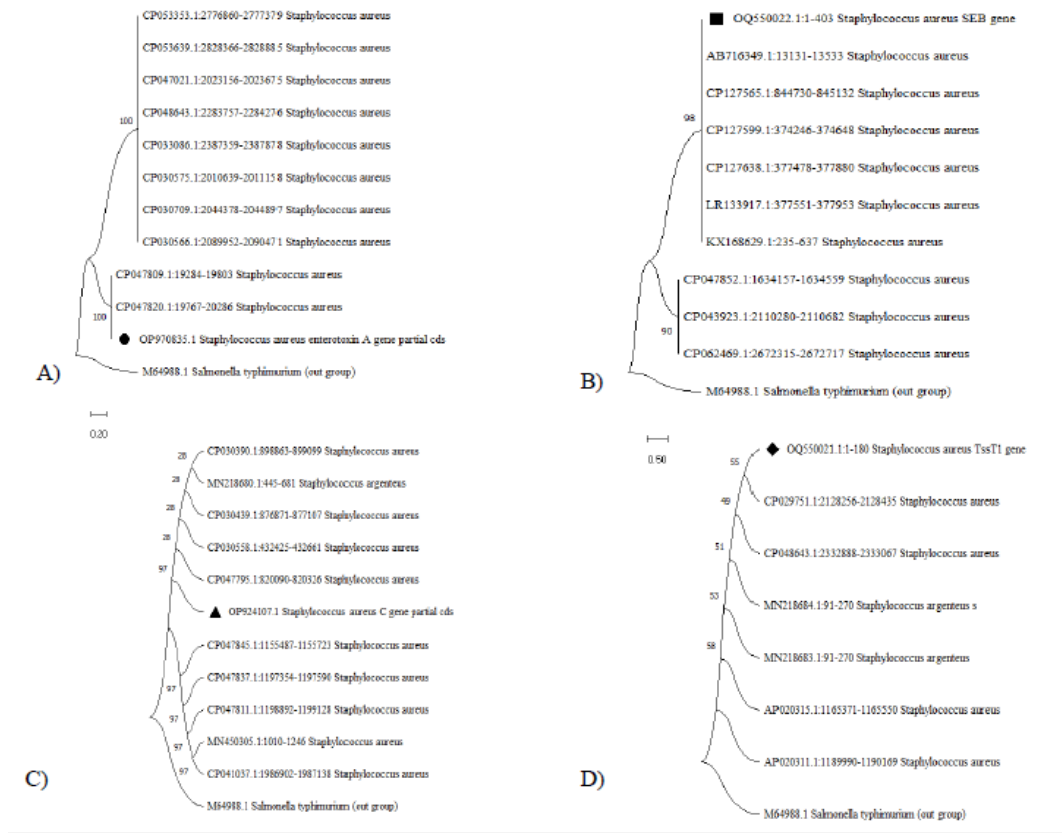 CP053353.1:2776860-2777379 Staphylococcus aureus
CP053639.1:2828366-2828885 Staphylococcus aureus
CP047021.1:2023156-2023675 Staphylococcus aureus
CP048643.1:2283757-2284276 Staphylococcus aureus
100
CP033086.1:2387359-2387878 Staphylococcus aureus
CP030575.1:2010639-2011158 Staphylococcus aureus
CP030709.1:2044378-2044897 Staphylococcus aureus
CP030566.1:2089952-2090471 Staphylococcus aureus
CP047809.1:19284-19803 Staphylococcus aureus
CP047820.1:19767-20286 Staphylococcus aureus
100
OP970835.1 Staphylococcus aureus enterotoxin A gene partial cds
A)
M64988.1 Salmonella typhimurium (out group)
0.20
OQ550022.1:1-403 Staphylococcus aureus SEB gene
AB716349.1:13131-13533 Staphylococcus aureus
CP127565.1:844730-845132 Staphylococcus aureus
98
CP127599.1:374246-374648 Staphylococcus aureus
CP127638.1:377478-377880 Staphylococcus aureus
LR133917.1:377551-377953 Staphylococcus aureus
KX168629.1:235-637 Staphylococcus aureus
CP047852.1:1634157-1634559 Staphylococcus aureus
CP043923.1:2110280-2110682 Staphylococcus aureus
90
CP062469.1:2672315-2672717 Staphylococcus aureus
B)
M64988.1 Salmonella typhimurium (out group)
0.50
CP030390.1:898863-899099 Staphylococcus aureus
28
MN218680.1:445-681 Staphylococcus argenteus
28
CP030439.1:876871-877107 Staphylococcus aureus
28
CP030558.1:432425-432661 Staphylococcus aureus
28
CP047795.1:820090-820326 Staphylococcus aureus
97
OP924107.1 Staphylococcus aureus C gene partial cds
CP047845.1:1155487-1155723 Staphylococcus aureus
CP047837.1:1197354-1197590 Staphylococcus aureus
97
CP047811.1:1198892-1199128 Staphylococcus aureus
97
MN450305.1:1010-1246 Staphylococcus aureus
97
CP041037.1:1986902-1987138 Staphylococcus aureus
97
C)
M64988.1 Salmonella typhimurium (out group)
OQ550021.1:1-180 Staphylococcus aureus TssT1 gene
55
CP029751.1:2128256-2128435 Staphylococcus aureus
49
CP048643.1:2332888-2333067 Staphylococcus aureus
51
MN218684.1:91-270 Staphylococcus argenteus s
53
MN218683.1:91-270 Staphylococcus argenteus
58
AP020315.1:1165371-1165550 Staphylococcus aureus
AP020311.1:1189990-1190169 Staphylococcus aureus
D)
M64988.1 Salmonella typhimurium (out group)